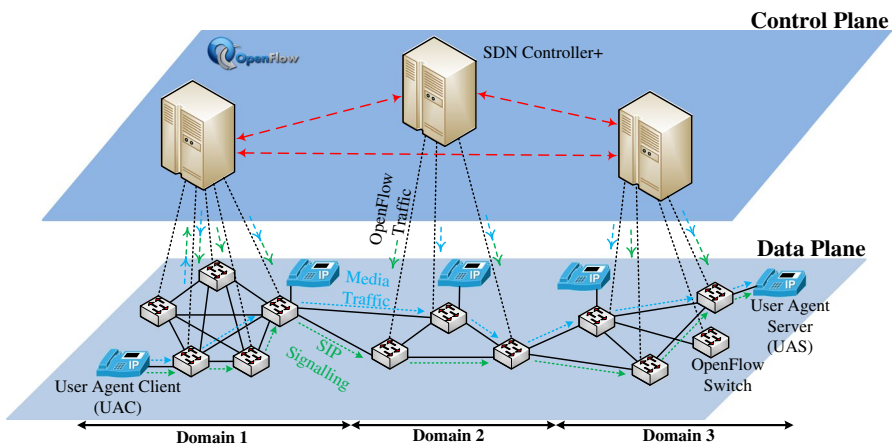 Control Plane
OpenFlow
SDN Controller+
OpenFlow
Traffic
Data Plane
IP
IP
IP
IP
IP
Media
Traffic
SIP
Signalling
User Agent
Server
(UAS)
User Agent Client
(UAC)
OpenFlow
Switch
Domain 1
Domain 2
Domain 3